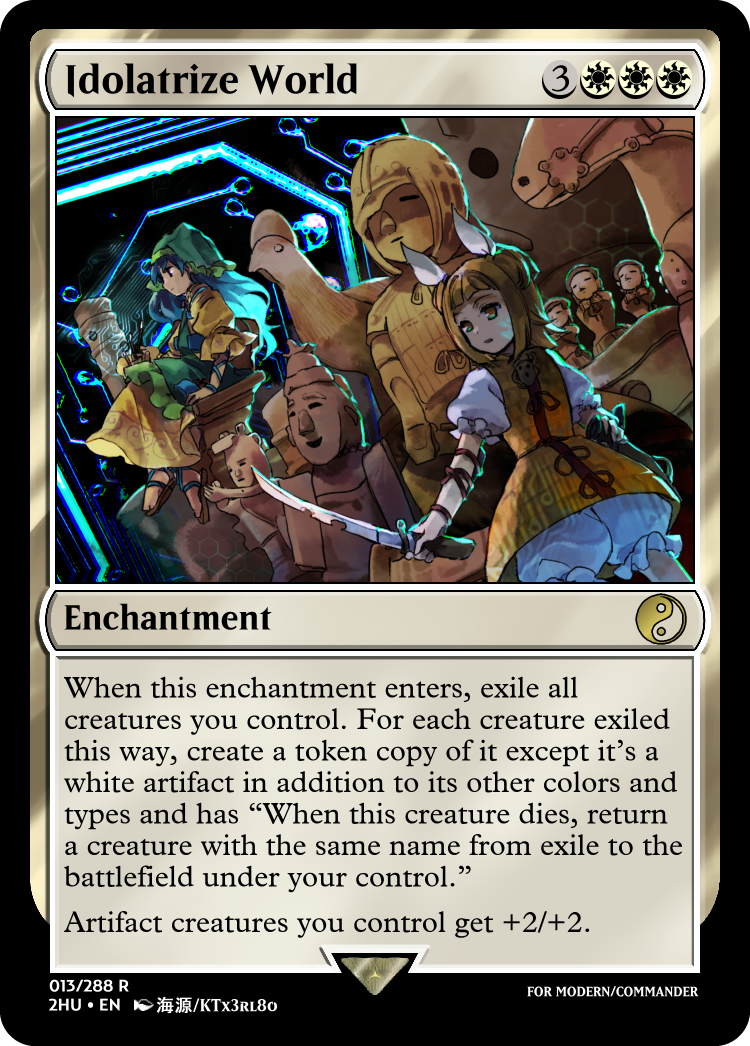 Idolatrize World 3
Enchantment
When this enchantment enters, exile all
creatures you control. For each creature exiled
this way, create a token copy of it except it's a
white artifact in addition to its other colors and
types and has “When this creature dies, return
a creature with the same name from exile to the
battlefield under your control.”
Artifact creatures you control get +2/+2.
013/288 R
2HU • EN 海源/KTx3rl80
FOR MODERN/COMMANDER